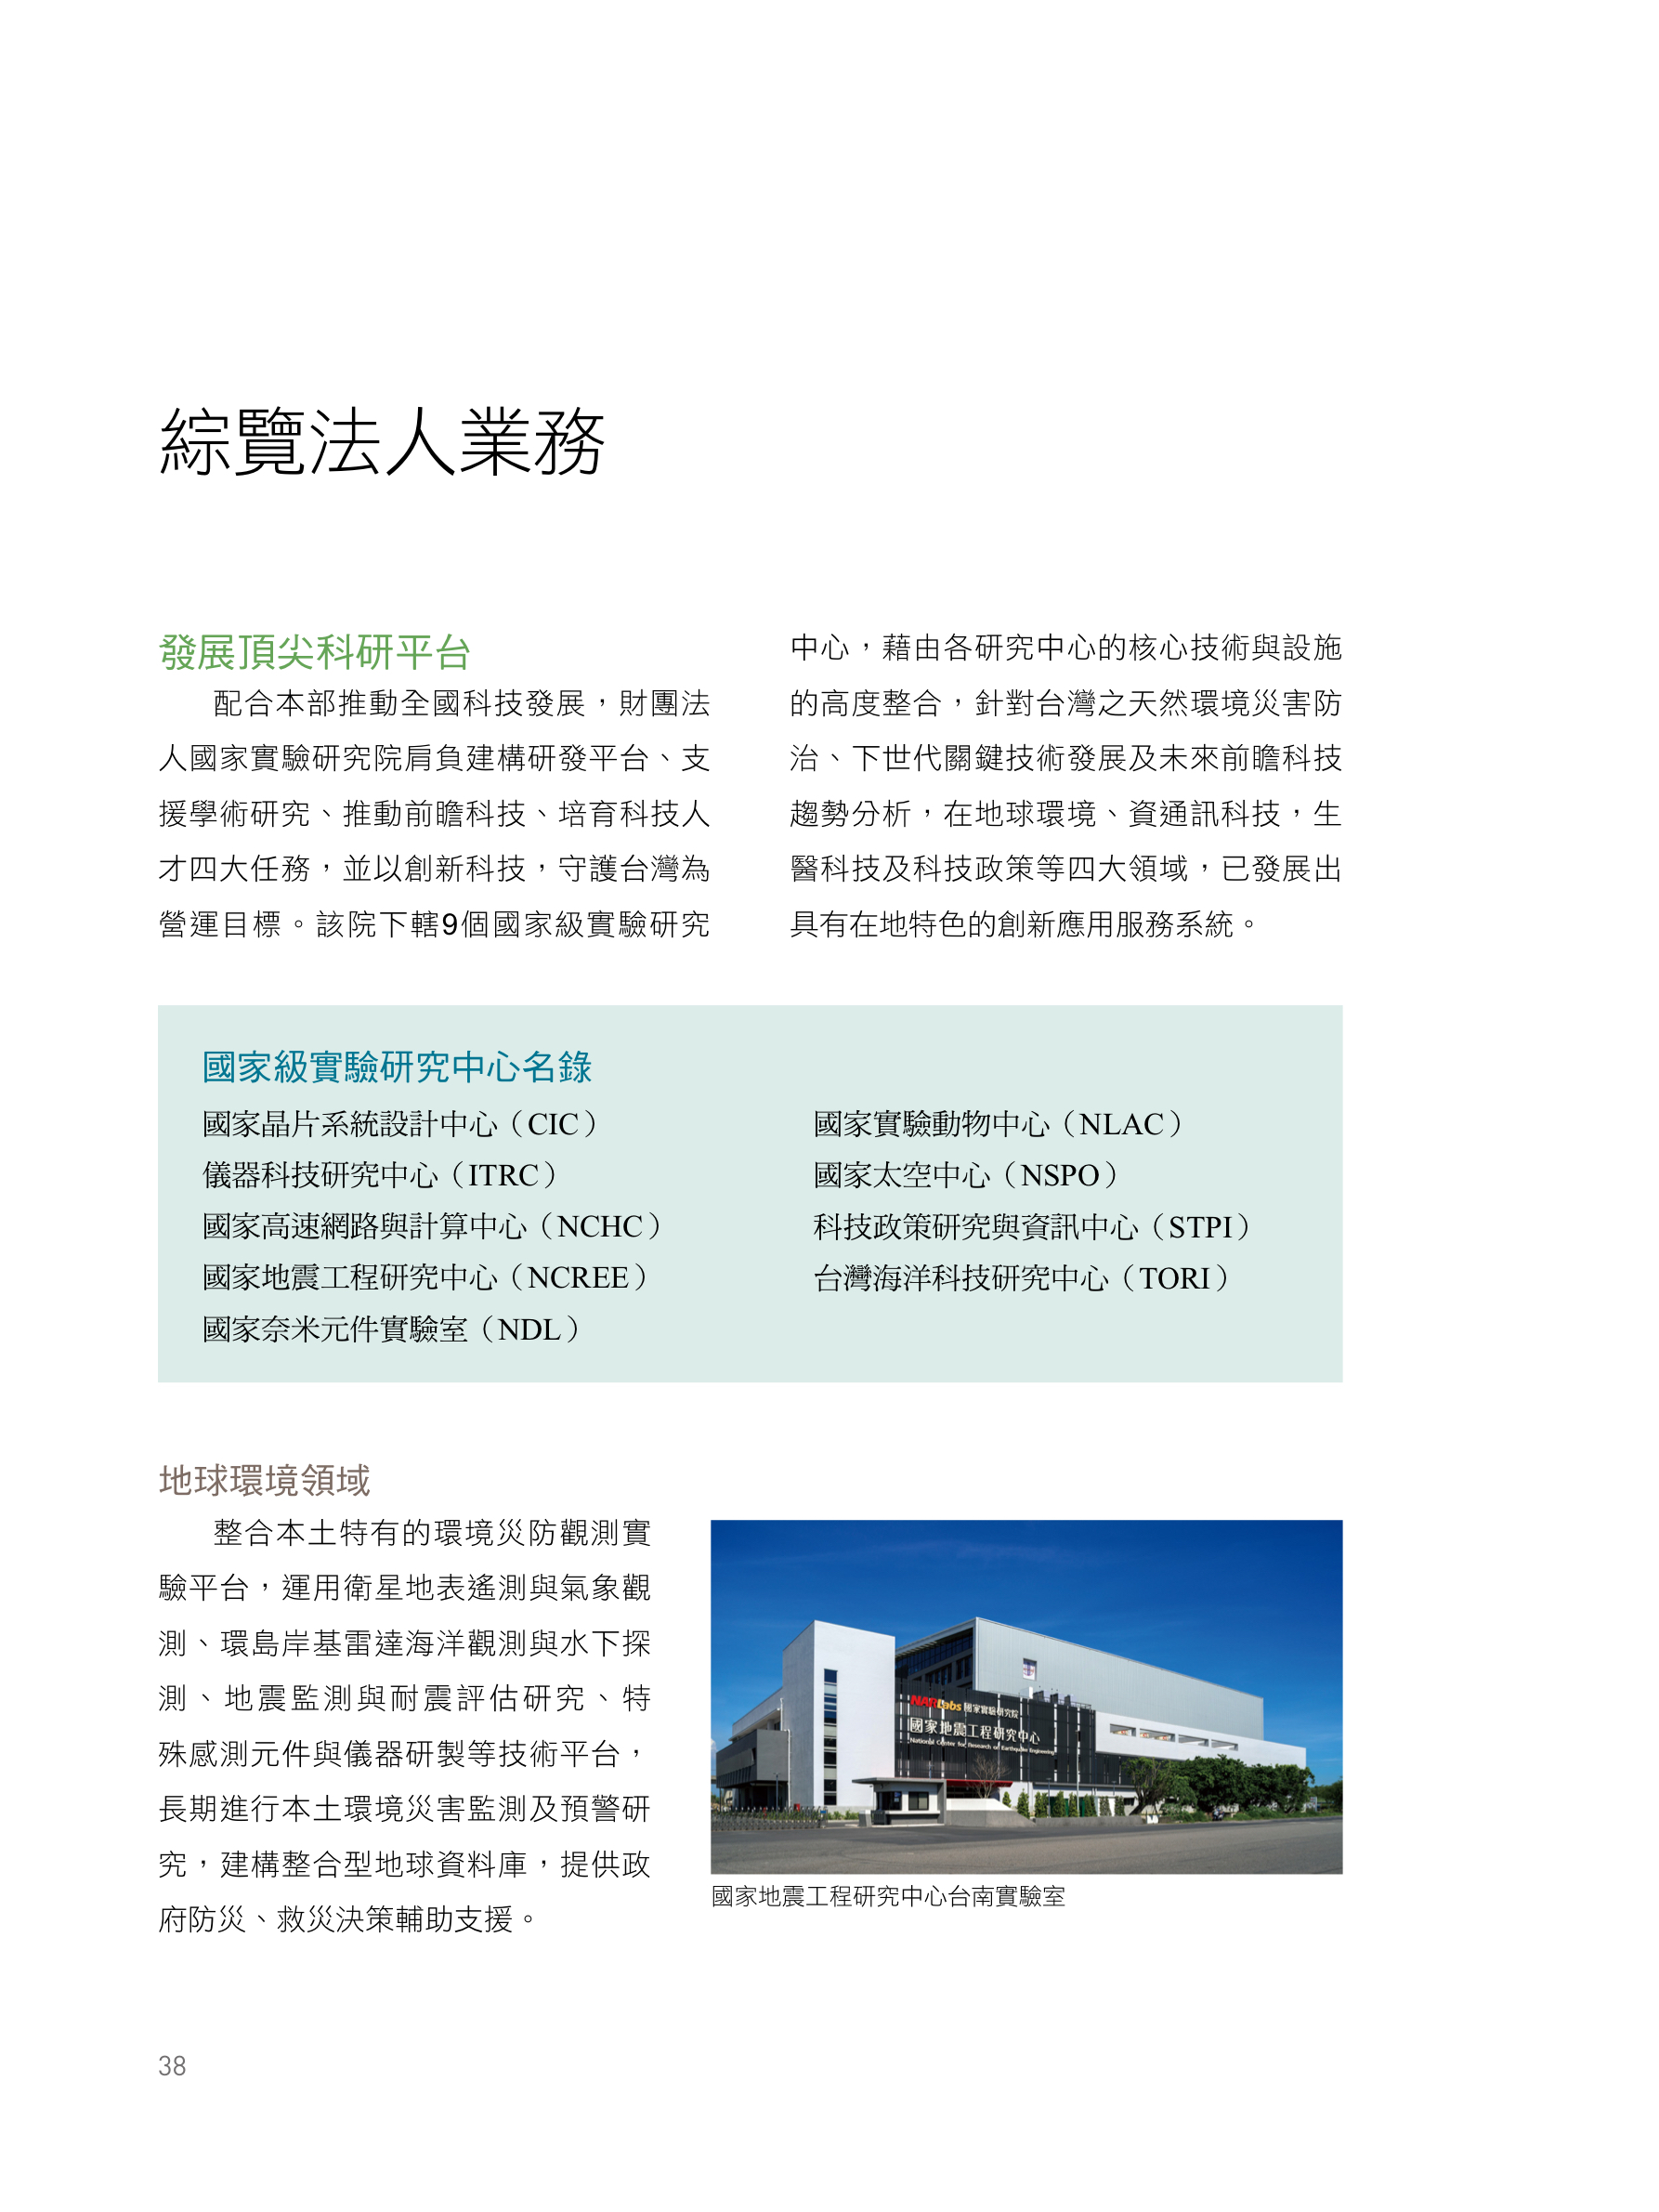 綜覽法人業務
發展頂尖科研平台
配合本部推動全國科技發展，財團法
人國家實驗研究院肩負建構研發平台、支
援學術研究、推動前瞻科技、培育科技人
才四大任務，並以創新科技，守護台灣為
營運目標。該院下轄9個國家級實驗研究
中心，藉由各研究中心的核心技術與設施
的高度整合，針對台灣之天然環境災害防
治、下世代關鍵技術發展及未來前瞻科技
趨勢分析，在地球環境、資通訊科技，生
醫科技及科技政策等四大領域，已發展出
具有在地特色的創新應用服務系統。
國家級實驗研究中心名錄
國家晶片系統設計中心（CIC）
儀器科技研究中心（ITRC）
國家高速網路與計算中心（NCHC）
國家地震工程研究中心（NCREE）
國家奈米元件實驗室（NDL）
國家實驗動物中心（NLAC）
國家太空中心（NSPO）
科技政策研究與資訊中心（STPI）
台灣海洋科技研究中心（TORI）
地球環境領域
整合本土特有的環境災防觀測實
驗平台，運用衛星地表遙測與氣象觀
測、環島岸基雷達海洋觀測與水下探
測、地震監測與耐震評估研究、特
殊感測元件與儀器研製等技術平台，
長期進行本土環境災害監測及預警研
究，建構整合型地球資料庫，提供政
府防災、救災決策輔助支援。
NARLabs 國家實驗研究院
國家地震工程研究中心
National Center for Research on Earthquake Engineering
國家地震工程研究中心台南實驗室
38